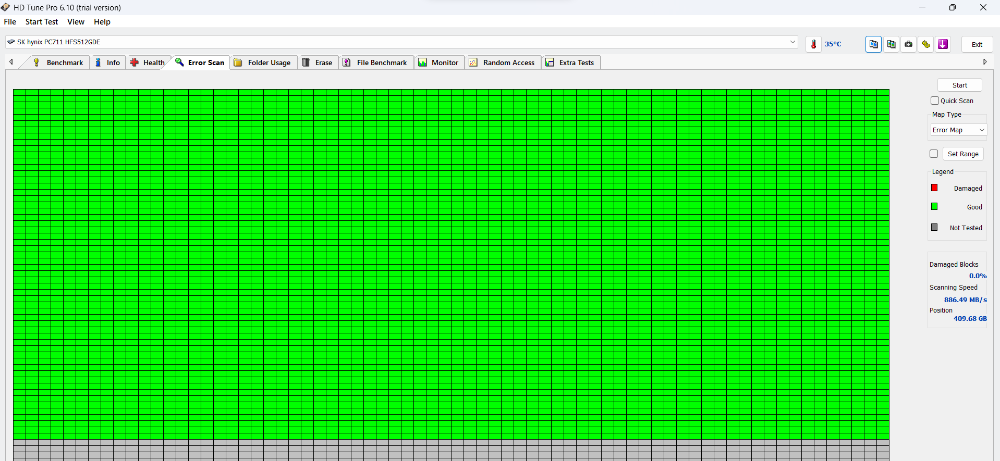 HD Tune Pro 6.10 (trial version)
File Start Test View Help
SK hynix PC711 HFS512GDE
35°C
Exit
Benchmark Info Health Error Scan Folder Usage Erase File Benchmark Monitor Random Access Extra Tests
Start
Quick Scan
Map Type
Error Map
Set Range
Legend
Damaged
Good
Not Tested
Damaged Blocks
0.0%
Scanning Speed
886.49 MB/s
Position
409.68 GB